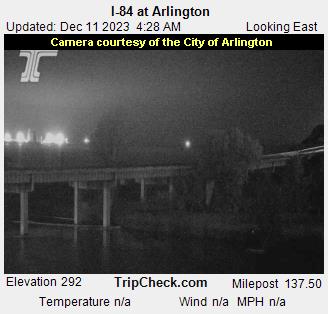 I-84 at Arlington
Updated: Dec 11 2023 4:28 AM Looking East
Camera courtesy of the City of Arlington
Elevation 292 TripCheck.com Milepost 137.50
Temperature n/a Wind n/a MPH n/a